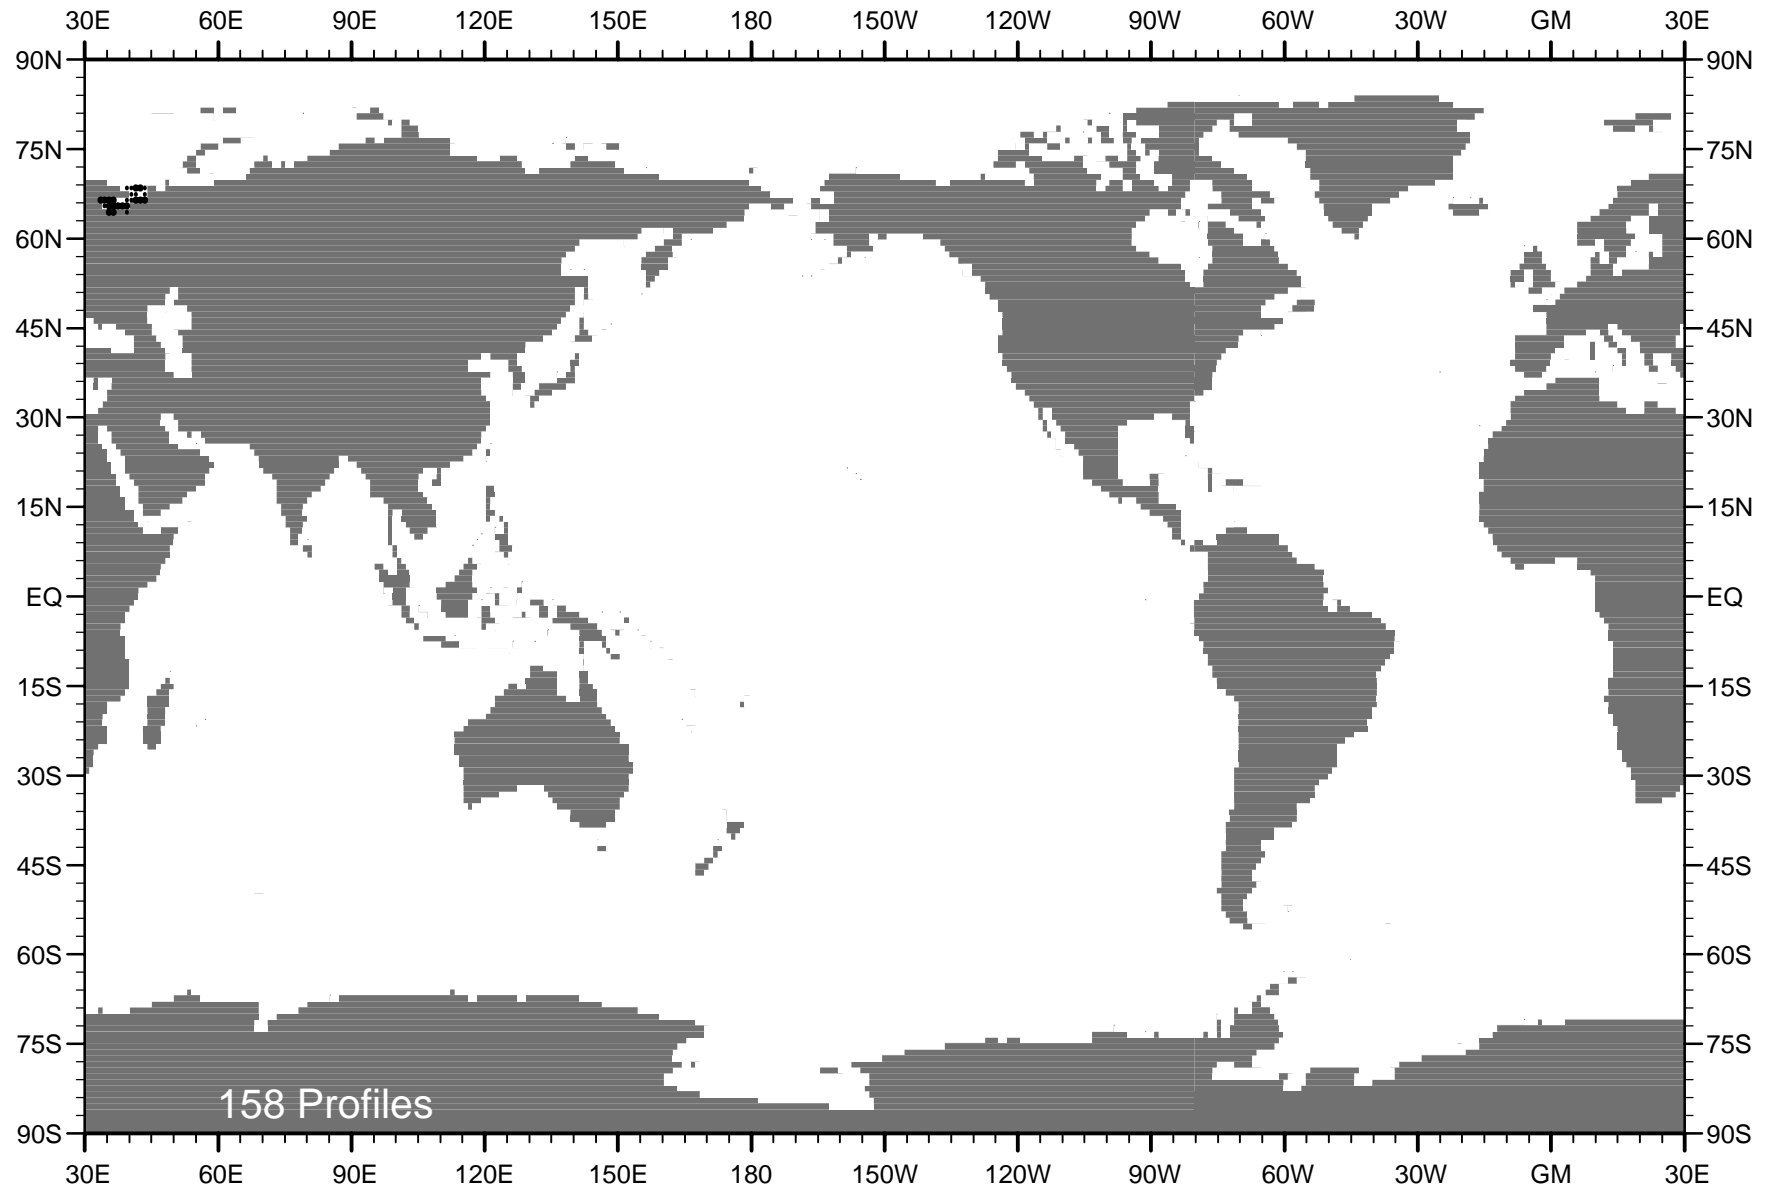 30E 60E 90E 120E 150E 180 150W 120W 90W 60W 30W GM 30E
90N 90N
75N 75N
60N 60N
45N 45N
30N 30N
15N 15N
EQ EQ
15S 15S
30S 30S
45S 45S
60S 60S
75S 75S
158 Profiles
90S 90S
30E 60E 90E 120E 150E 180 150W 120W 90W 60W 30W GM 30E